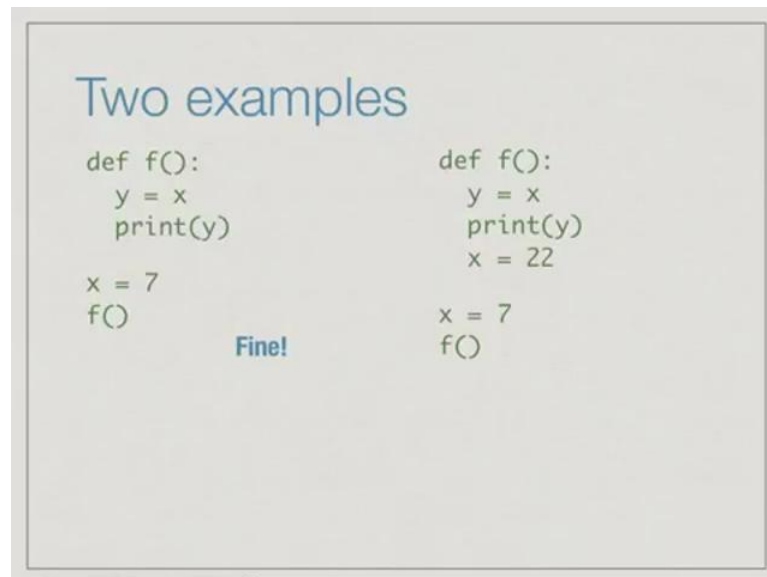 Two examples
def f():
  y = x
  print(y)
x = 7
f()
Fine!
def f():
  y = x
  print(y)
  x = 22
x = 7
f()